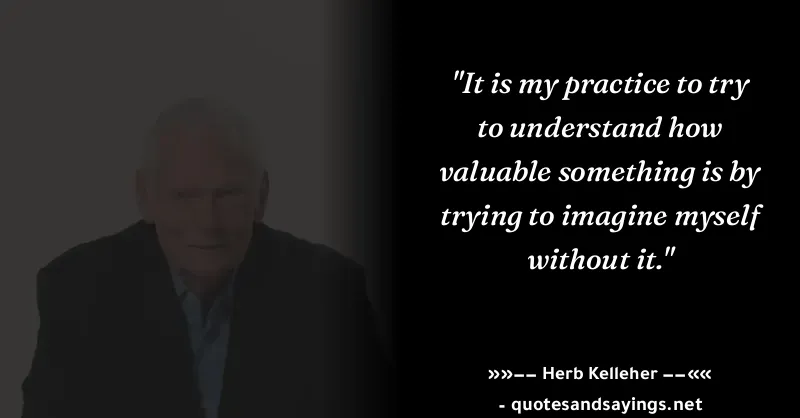 "It is my practice to try
to understand how
valuable something is by
trying to imagine myself
without it."
»»−− Herb Kelleher −−««
- quotesandsayings.net